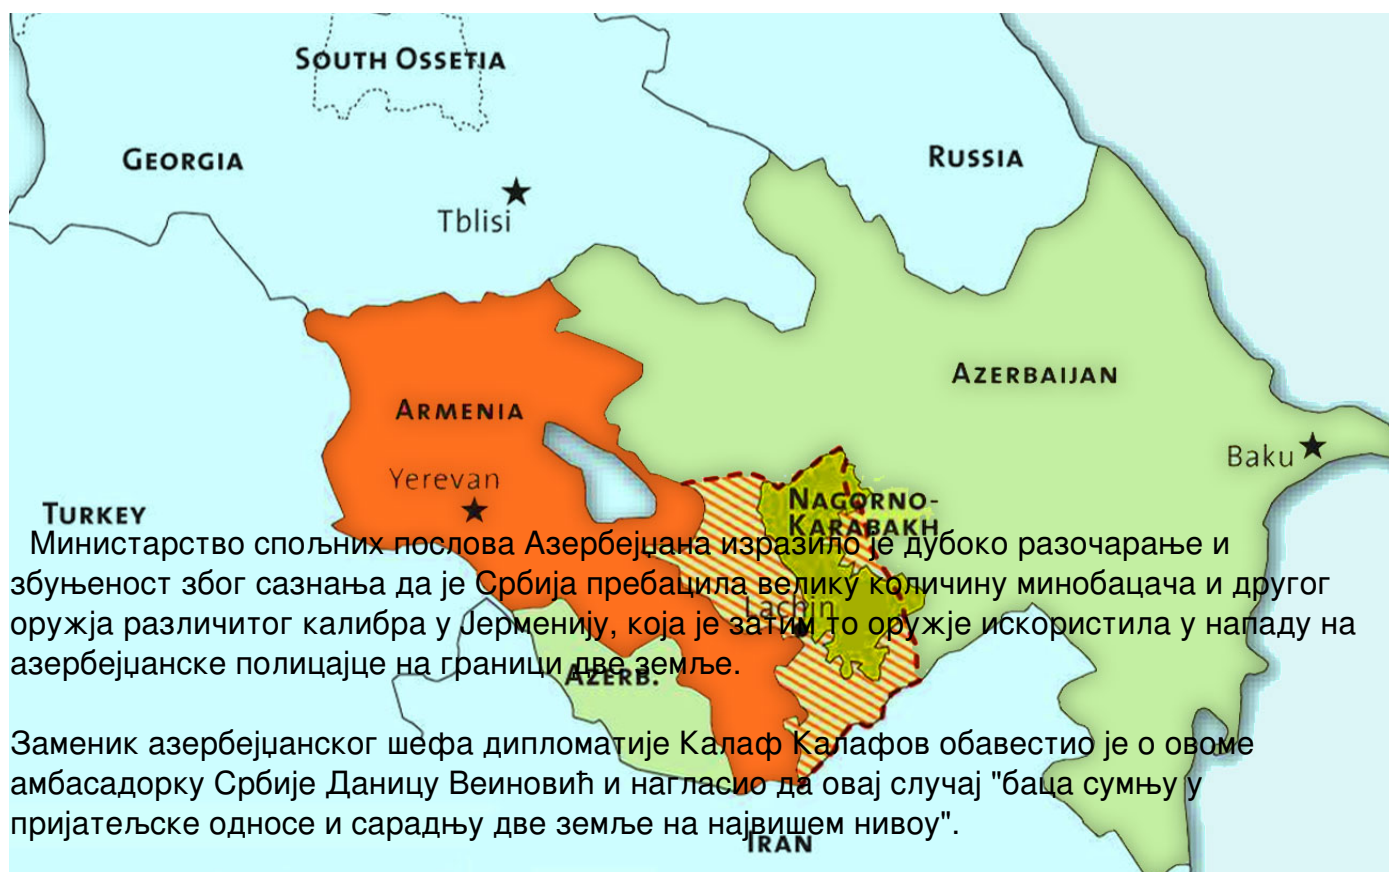 SOUTH OSSETIA
GEORGIA
RUSSIA
Tblisi
AZERBAIJAN
ARMENIA
Baku
Yerevan
NAGORNO-
KARABAKH
TURKEY
Министарство спољних послова Азербејџана изразило је дубоко разочарање и
збуњеност због сазнања да је Србија пребацила велику количину минобацача и другог
Lachin
оружја различитог калибра у Јерменију, која је затим то оружје искористила у нападу на
азербејџанске полицајце на граници две земље.
AZERB.
Заменик азербејџанског шефа дипломатије Калаф Калафов обавестио је о овоме
амбасадорку Србије Даницу Веиновић и нагласио да овај случај "баца сумњу у
пријатељске односе и сарадњу две земље на највишем нивоу".
IRAN